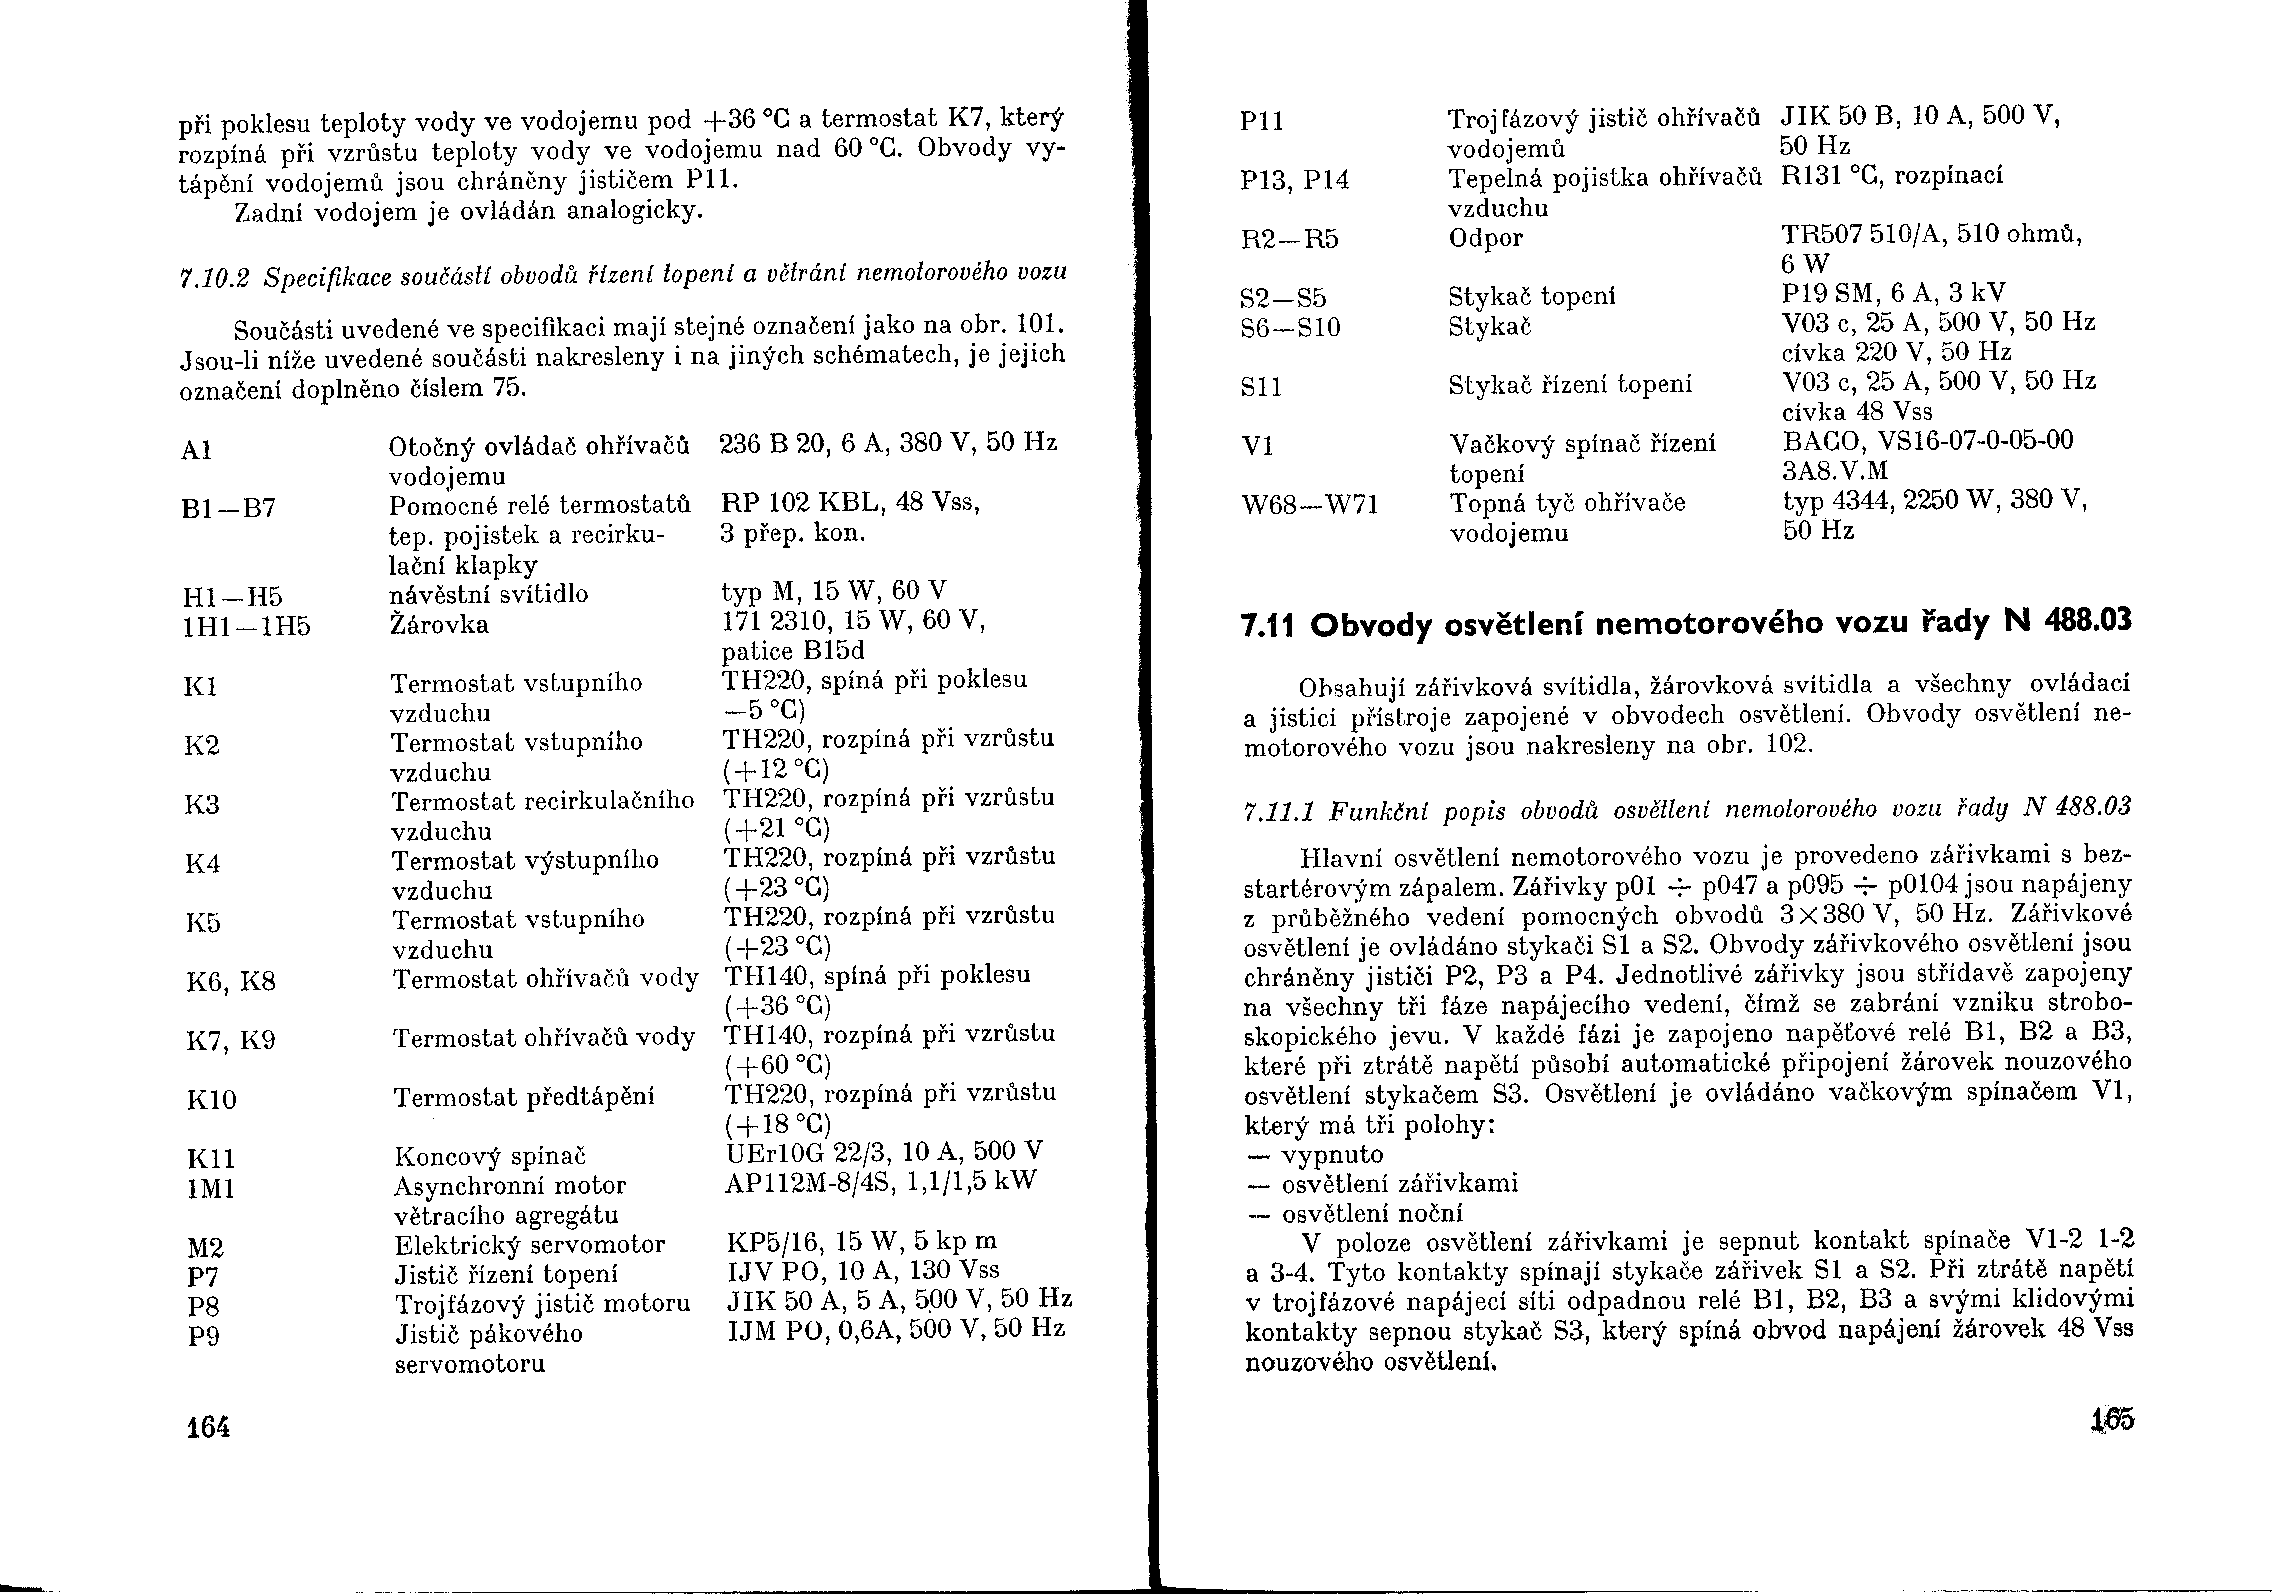 při poklesu teploty vody ve vodojemu pod +36 °C a termostat K7, který
rozpíná při vzrůstu teploty vody ve vodojemu nad 60 °C. Obvody vy-
tápění vodojemů jsou chráněny jističem P11.
Zadní vodojem je ovládán analogicky.
7.10.2 Specifikace součástí obvodů řízení topení a větrání nemotorového vozu
Součásti uvedené ve specifikaci mají stejné označení jako na obr. 101.
Jsou-li níže uvedené součásti nakresleny i na jiných schématech, je jejich
označení doplněno číslem 75.
A1 Otočný ovládač ohřívačů 236 B 20, 6 A, 380 V, 50 Hz
vodojemu
B1—B7 Pomocné relé termostatů RP 102 KBL, 48 Vss,
tep. pojistek a recirku- 3 přep. kon.
lační klapky
H1—H5 návěstní svítidlo typ M, 15 W, 60 V
1H1—1H5 Žárovka 171 2310, 15 W, 60 V,
patice B15d
K1 Termostat vstupního TH220, spíná při poklesu
vzduchu —5 °C)
K2 Termostat vstupního TH220, rozpíná při vzrůstu
vzduchu (+12 °C)
K3 Termostat recirkulačního TH220, rozpíná při vzrůstu
vzduchu (+21 °C)
K4 Termostat výstupního TH220, rozpíná při vzrůstu
vzduchu (+23 °C)
K5 Termostat vstupního TH220, rozpíná při vzrůstu
vzduchu (+23 °C)
K6, K8 Termostat ohřívačů vody TH140, spíná při poklesu
(+36 °C)
K7, K9 Termostat ohřívačů vody TH140, rozpíná při vzrůstu
(+60 °C)
K10 Termostat předtápění TH220, rozpíná při vzrůstu
(+18 °C)
K11 Koncový spínač UEr10G 22/3, 10 A, 500 V
1M1 Asynchronní motor AP112M-8/4S, 1,1/1,5 kW
větracího agregátu
M2 Elektrický servomotor KP5/16, 15 W, 5 kp m
P7 Jistič řízení topení IJV PO, 10 A, 130 Vss
P8 Trojfázový jistič motoru JIK 50 A, 5 A, 500 V, 50 Hz
P9 Jistič pákového IJM PO, 0,6A, 500 V, 50 Hz
servomotoru
164
P11 Trojfázový jistič ohřívačů JIK 50 B, 10 A, 500 V,
vodojemů 50 Hz
P13, P14 Tepelná pojistka ohřívačů R131 °C, rozpínací
vzduchu
R2—R5 Odpor TR507 510/A, 510 ohmů,
6 W
S2—S5 Stykač topení P19 SM, 6 A, 3 kV
S6—S10 Stykač V03 c, 25 A, 500 V, 50 Hz
cívka 220 V, 50 Hz
S11 Stykač řízení topení V03 c, 25 A, 500 V, 50 Hz
cívka 48 Vss
V1 Vačkový spínač řízení BACO, VS16-07-0-05-00
topení 3A8.V.M
W68—W71 Topná tyč ohřívače typ 4344, 2250 W, 380 V,
vodojemu 50 Hz
7.11 Obvody osvětlení nemotorového vozu řady N 488.03
Obsahují zářivková svítidla, žárovková svítidla a všechny ovládací
a jisticí přístroje zapojené v obvodech osvětlení. Obvody osvětlení ne-
motorového vozu jsou nakresleny na obr. 102.
7.11.1 Funkční popis obvodů osvětlení nemotorového vozu řady N 488.03
Hlavní osvětlení nemotorového vozu je provedeno zářivkami s bez-
startérovým zápalem. Zářivky p01 ÷ p047 a p095 ÷ p0104 jsou napájeny
z průběžného vedení pomocných obvodů 3×380 V, 50 Hz. Zářivkové
osvětlení je ovládáno stykači S1 a S2. Obvody zářivkového osvětlení jsou
chráněny jističi P2, P3 a P4. Jednotlivé zářivky jsou střídavě zapojeny
na všechny tři fáze napájecího vedení, čímž se zabrání vzniku strobo-
skopického jevu. V každé fázi je zapojeno napěťové relé B1, B2 a B3,
které při ztrátě napětí působí automatické připojení žárovek nouzového
osvětlení stykačem S3. Osvětlení je ovládáno vačkovým spínačem V1,
který má tři polohy:
— vypnuto
— osvětlení zářivkami
— osvětlení noční
V poloze osvětlení zářivkami je sepnut kontakt spínače V1-2 1-2
a 3-4. Tyto kontakty spínají stykače zářivek S1 a S2. Při ztrátě napětí
v trojfázové napájecí síti odpadnou relé B1, B2, B3 a svými klidovými
kontakty sepnou stykač S3, který spíná obvod napájení žárovek 48 Vss
nouzového osvětlení.
165